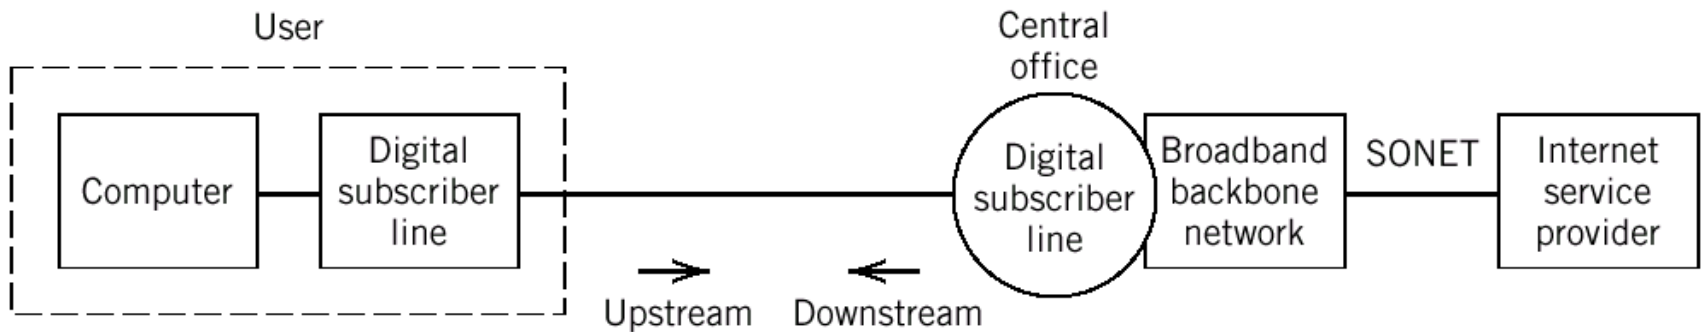 User
Central
office
Computer
Digital
subscriber
line
Digital
subscriber
line
Broadband
backbone
network
SONET
Internet
service
provider
Upstream
Downstream